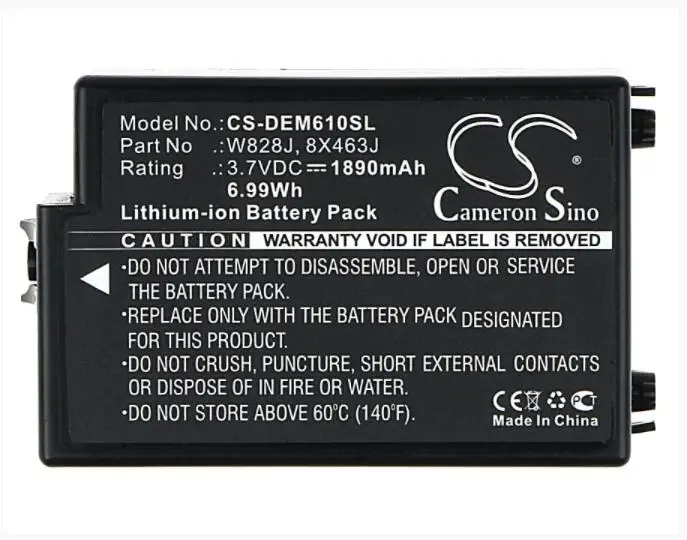 Model No.: CS-DEM610SL
Part No .: W828J, 8X463J
Rating .: 3.7VDC⎓1890mAh
6.99Wh
Lithium-ion Battery Pack
CS
®
Cameron Sino
CAUTION WARRANTY VOID IF LABEL IS REMOVED
•DO NOT ATTEMPT TO DISASSEMBLE, OPEN OR SERVICE
THE BATTERY PACK.
•REPLACE ONLY WITH THE BATTERY PACK DESIGNATED
FOR THIS PRODUCT.
•DO NOT CRUSH, PUNCTURE, SHORT EXTERNAL CONTACTS
OR DISPOSE OF IN FIRE OR WATER.
•DO NOT STORE ABOVE 60°C (140°F).
CE
Made In China